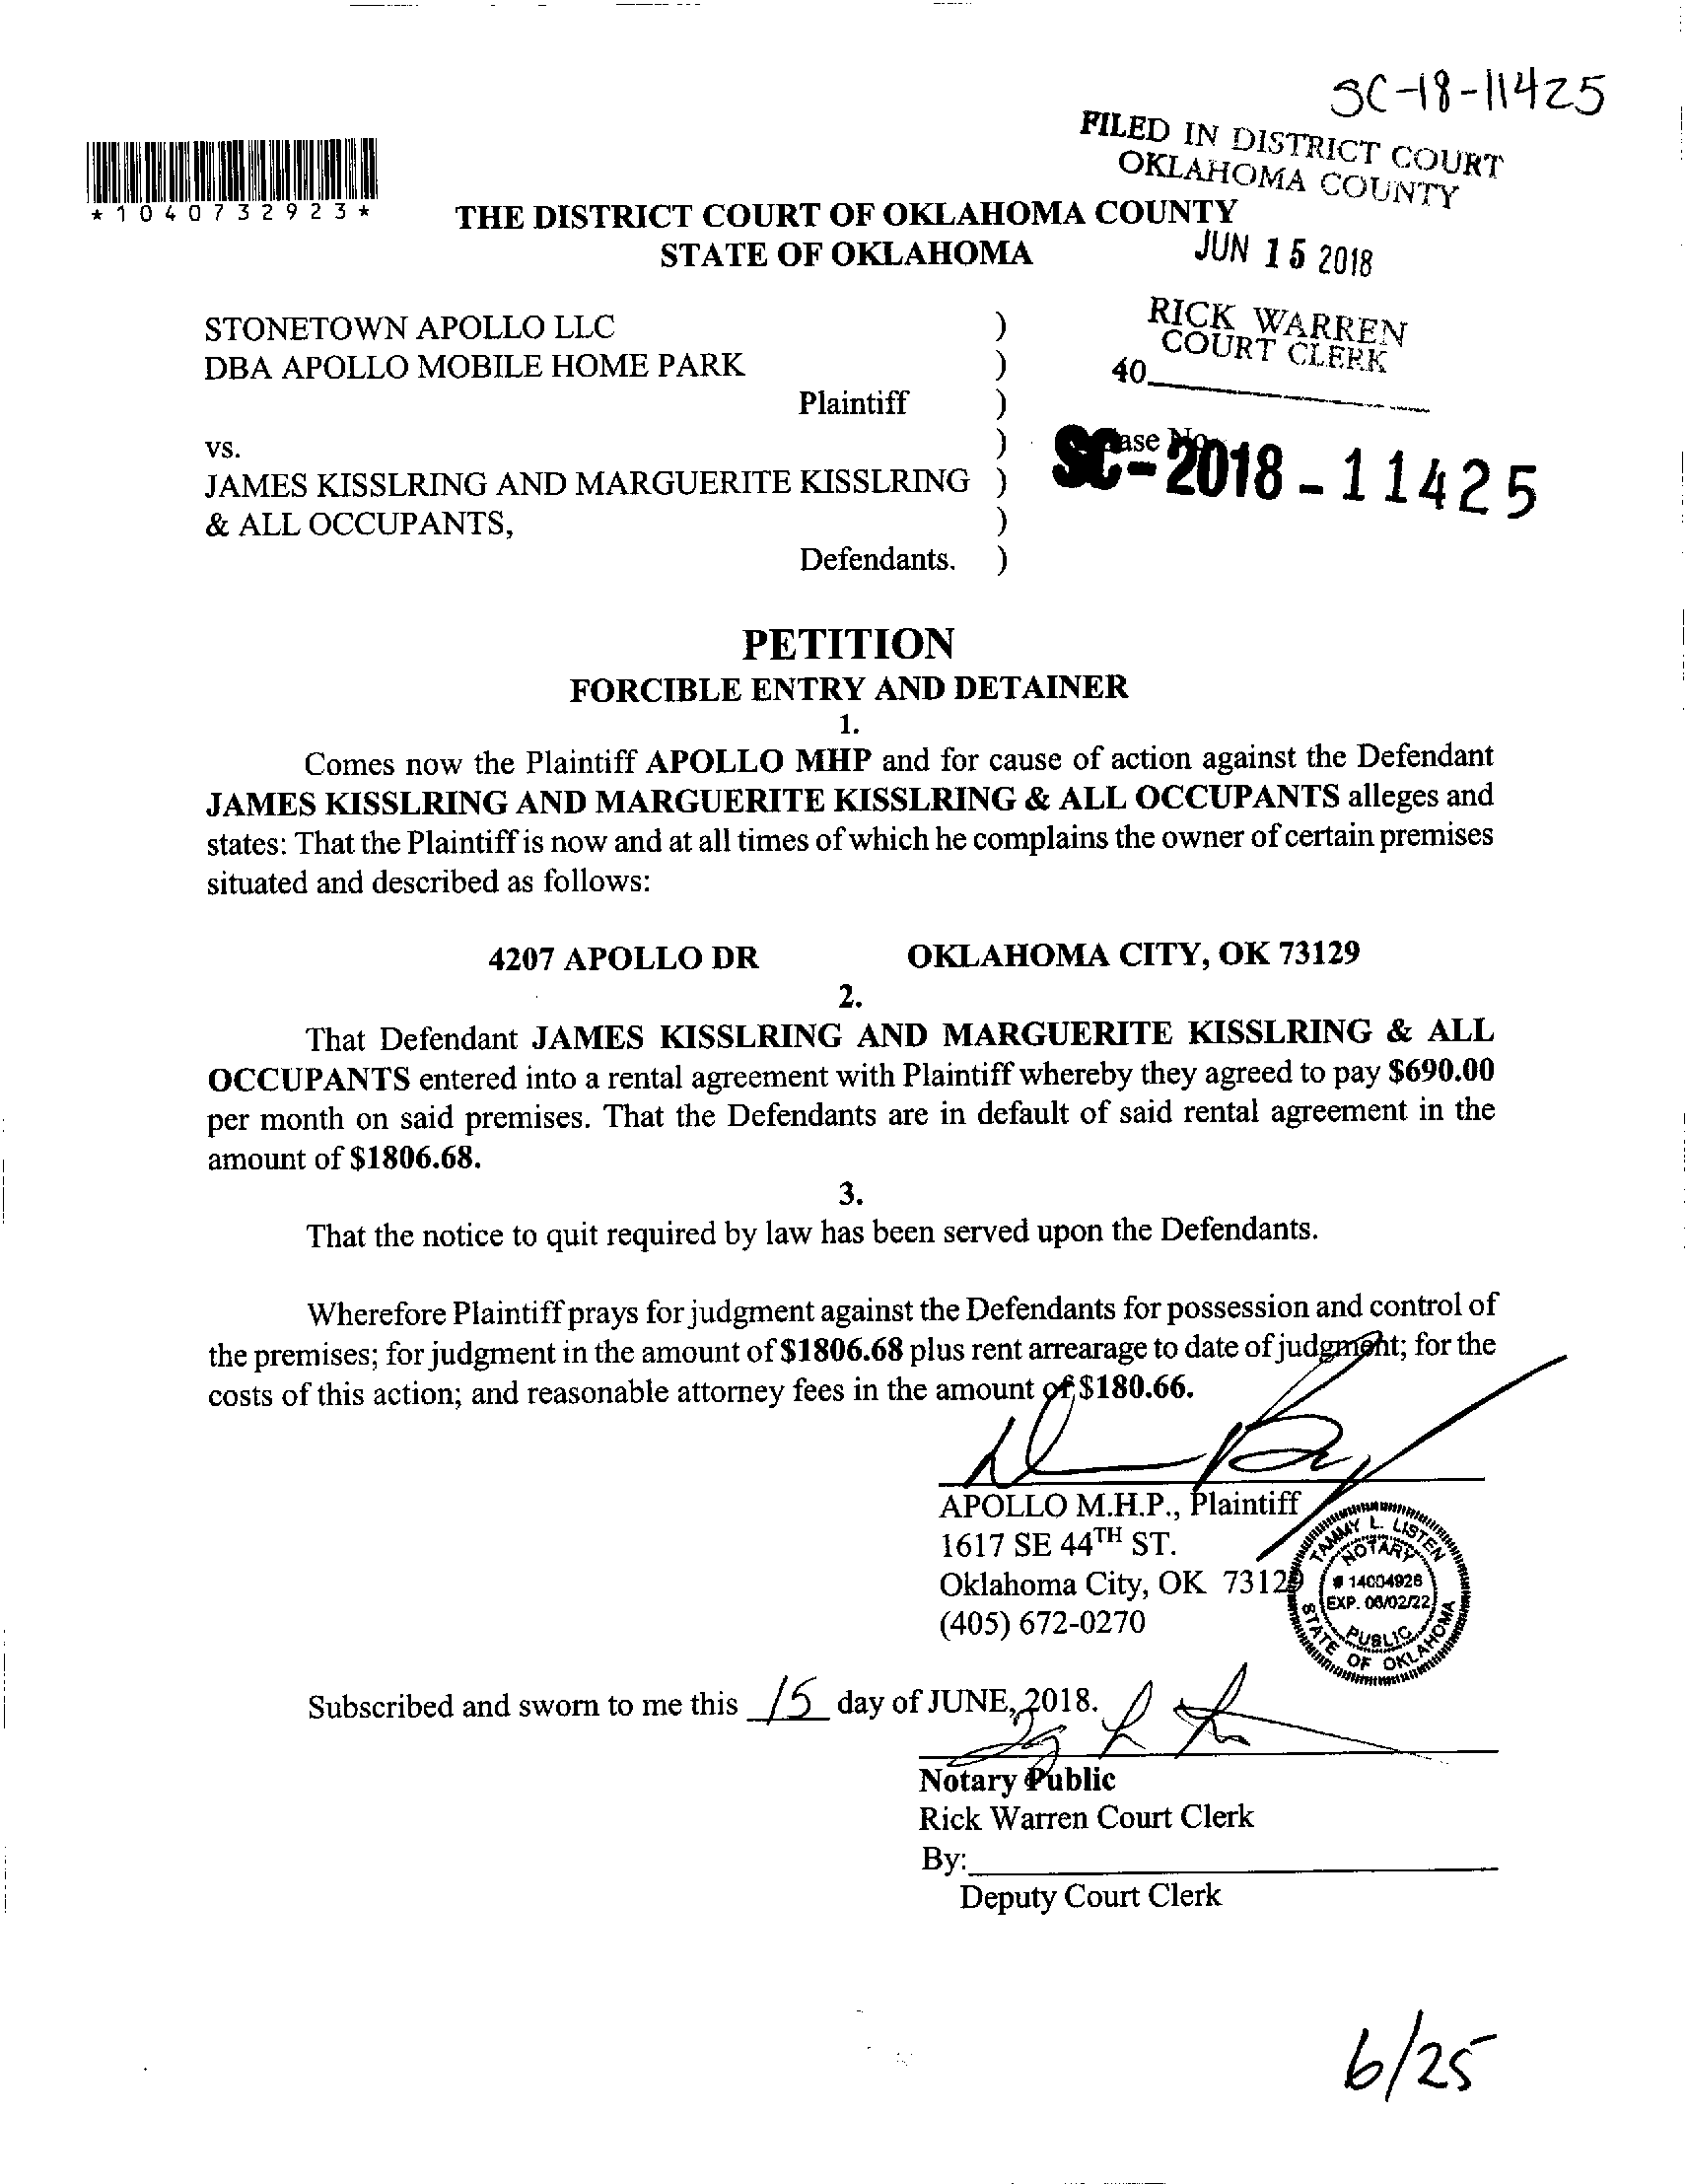 SC-18-11425
FILED IN DISTRICT COURT
OKLAHOMA COUNTY
*1040732923*
THE DISTRICT COURT OF OKLAHOMA COUNTY
STATE OF OKLAHOMA
JUN 15 2018
RICK WARREN
COURT CLERK
40
STONETOWN APOLLO LLC )
DBA APOLLO MOBILE HOME PARK )
Plaintiff )
vs. )
Case No.
SC-2018-11425
JAMES KISSLRING AND MARGUERITE KISSLRING )
& ALL OCCUPANTS, )
Defendants. )
PETITION
FORCIBLE ENTRY AND DETAINER
1.
Comes now the Plaintiff APOLLO MHP and for cause of action against the Defendant
JAMES KISSLRING AND MARGUERITE KISSLRING & ALL OCCUPANTS alleges and
states: That the Plaintiff is now and at all times of which he complains the owner of certain premises
situated and described as follows:
4207 APOLLO DR OKLAHOMA CITY, OK 73129
2.
That Defendant JAMES KISSLRING AND MARGUERITE KISSLRING & ALL
OCCUPANTS entered into a rental agreement with Plaintiff whereby they agreed to pay $690.00
per month on said premises. That the Defendants are in default of said rental agreement in the
amount of $1806.68.
3.
That the notice to quit required by law has been served upon the Defendants.
Wherefore Plaintiff prays for judgment against the Defendants for possession and control of
the premises; for judgment in the amount of $1806.68 plus rent arrearage to date of judgment; for the
costs of this action; and reasonable attorney fees in the amount of $180.66.
APOLLO M.H.P., Plaintiff
1617 SE 44TH ST.
Oklahoma City, OK 73129
(405) 672-0270
TAMMY L. LISTEN
NOTARY
# 14004926
EXP. 06/02/22
PUBLIC
STATE OF OKLAHOMA
Subscribed and sworn to me this 15 day of JUNE, 2018.
Notary Public
Rick Warren Court Clerk
By:
Deputy Court Clerk
6/25